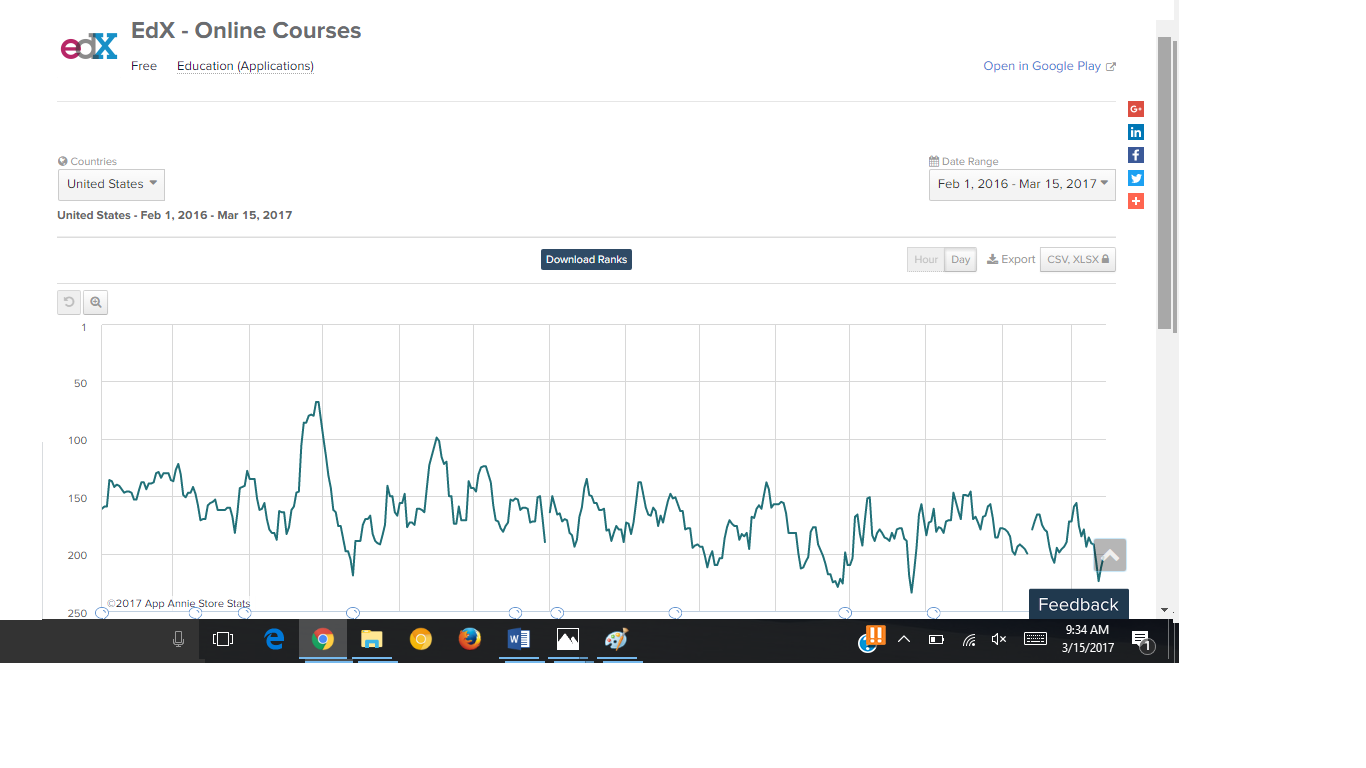 edX
EdX - Online Courses
Free Education (Applications)
Open in Google Play
G+
in
f
Countries
Date Range
United States
Feb 1, 2016 - Mar 15, 2017
United States - Feb 1, 2016 - Mar 15, 2017
Download Ranks
Hour Day Export CSV, XLSX
1
50
100
150
200
250
©2017 App Annie Store Stats
Feedback
9:34 AM
3/15/2017
1